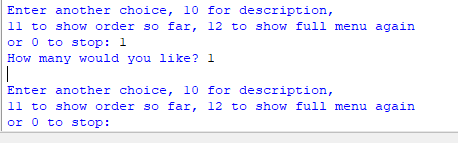 Enter another choice, 10 for description,
11 to show order so far, 12 to show full menu again
or 0 to stop: 1
How many would you like? 1
Enter another choice, 10 for description,
11 to show order so far, 12 to show full menu again
or 0 to stop: